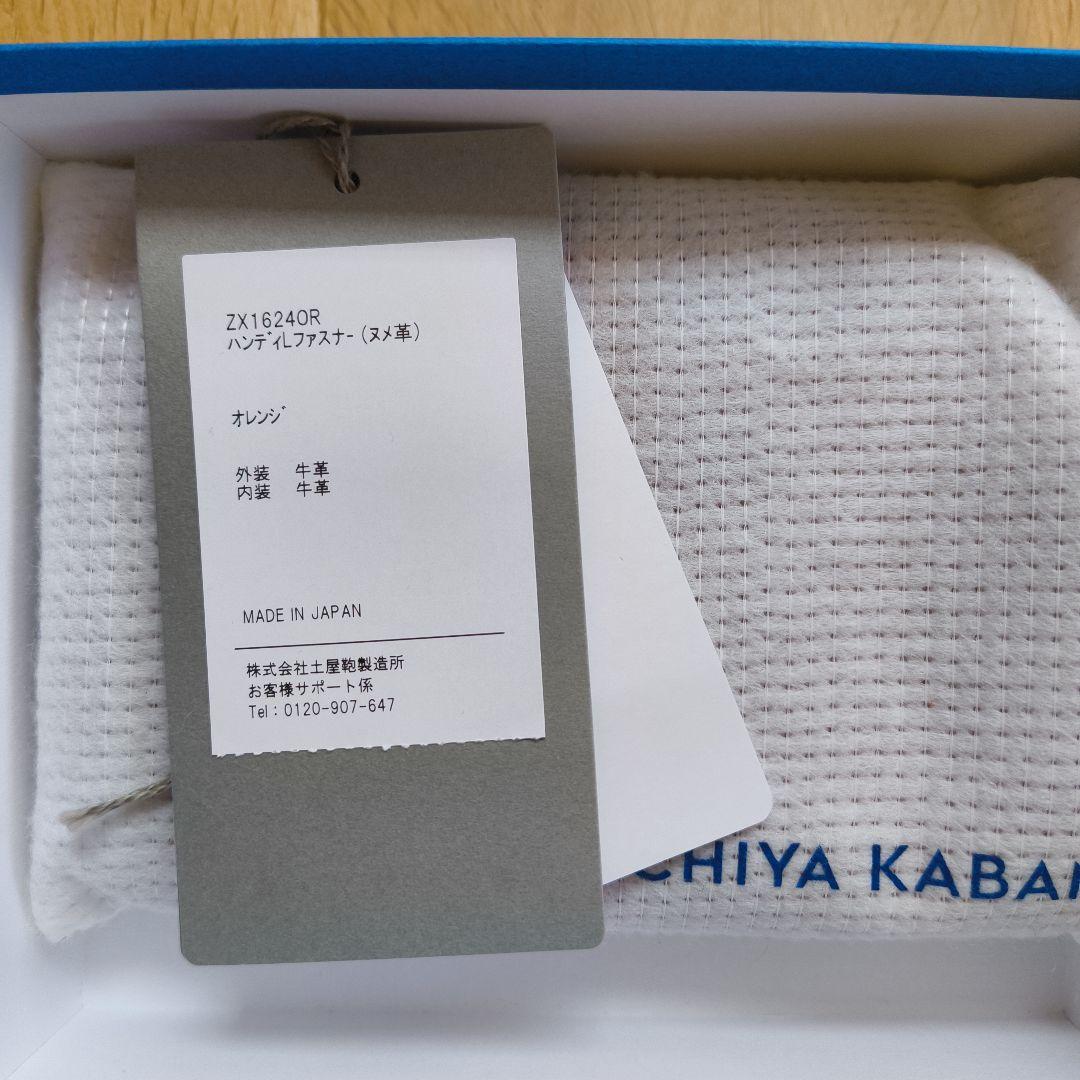 ZX1624OR
ハンディLファスナー(ヌメ革)
オレンジ
外装 牛革
内装 牛革
MADE IN JAPAN
株式会社土屋鞄製造所
お客様サポート係
Tel:0120-907-647
CHIYA KABAN